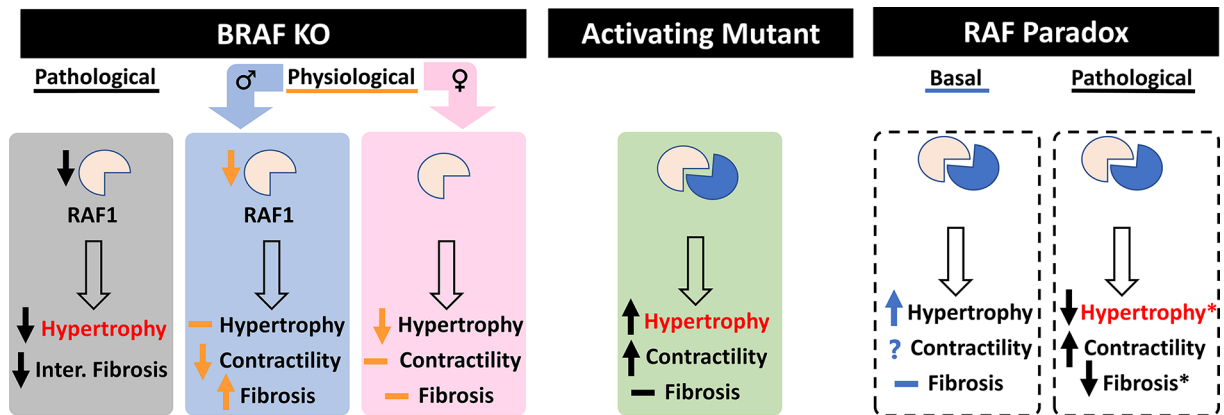 BRAF KO
Activating Mutant
RAF Paradox
Pathological
♂
Physiological
♀
Basal
Pathological
RAF1
RAF1
Hypertrophy
Inter. Fibrosis
Hypertrophy
Contractility
Fibrosis
Hypertrophy
Contractility
Fibrosis
Hypertrophy
Contractility
Fibrosis
Hypertrophy
? Contractility
Fibrosis
Hypertrophy*
Contractility
Fibrosis*